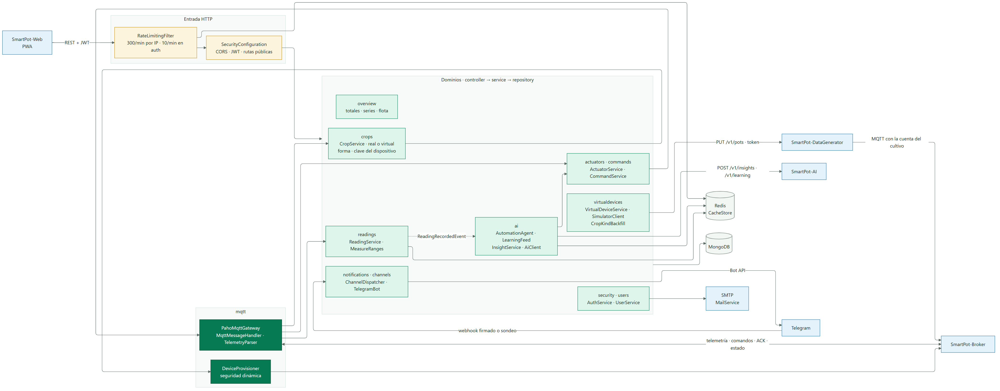 Entrada HTTP
SmartPot-Web
PWA
REST + JWT
RateLimitingFilter
300/min por IP · 10/min en
auth
SecurityConfiguration
CORS · JWT · rutas públicas
Dominios · controller → service → repository
overview
totales · series · flota
crops
CropService · real o virtual
forma · clave del dispositivo
actuators · commands
ActuatorService ·
CommandService
virtualdevices
VirtualDeviceService ·
SimulatorClient
CropKindBackfill
readings
ReadingService ·
MeasureRanges
ReadingRecordedEvent
ai
AutomationAgent ·
LearningFeed
InsightService · AiClient
notifications · channels
ChannelDispatcher ·
TelegramBot
security · users
AuthService · UserService
PUT /v1/pots · token
SmartPot-DataGenerator
MQTT con la cuenta del
cultivo
POST /v1/insights ·
/v1/learning
SmartPot-AI
Redis
CacheStore
MongoDB
Bot API
SMTP
MailService
mqtt
PahoMqttGateway
MqttMessageHandler ·
TelemetryParser
DeviceProvisioner
seguridad dinámica
webhook firmado o sondeo
Telegram
telemetría · comandos · ACK ·
estado
SmartPot-Broker